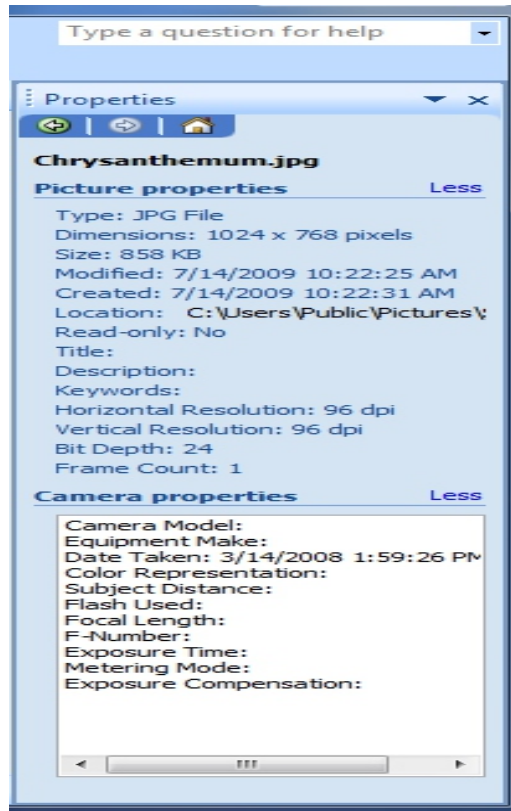 Type a question for help
Properties
Chrysanthemum.jpg
Picture properties Less
Type: JPG File
Dimensions: 1024 x 768 pixels
Size: 858 KB
Modified: 7/14/2009 10:22:25 AM
Created: 7/14/2009 10:22:31 AM
Location: C:\Users\Public\Pictures\
Read-only: No
Title:
Description:
Keywords:
Horizontal Resolution: 96 dpi
Vertical Resolution: 96 dpi
Bit Depth: 24
Frame Count: 1
Camera properties Less
Camera Model:
Equipment Make:
Date Taken: 3/14/2008 1:59:26 PM
Color Representation:
Subject Distance:
Flash Used:
Focal Length:
F-Number:
Exposure Time:
Metering Mode:
Exposure Compensation: